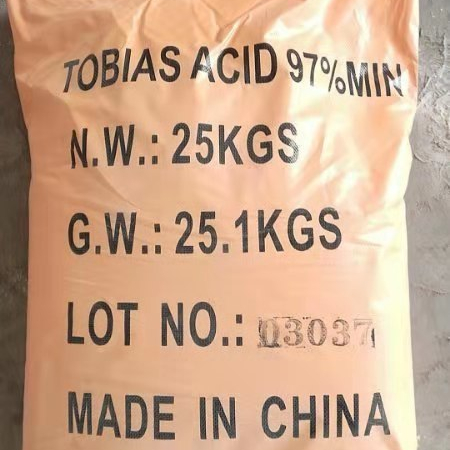 TOBIAS ACID 97%MIN
N.W.: 25KGS
G.W.: 25.1KGS
LOT NO.: 03037
MADE IN CHINA